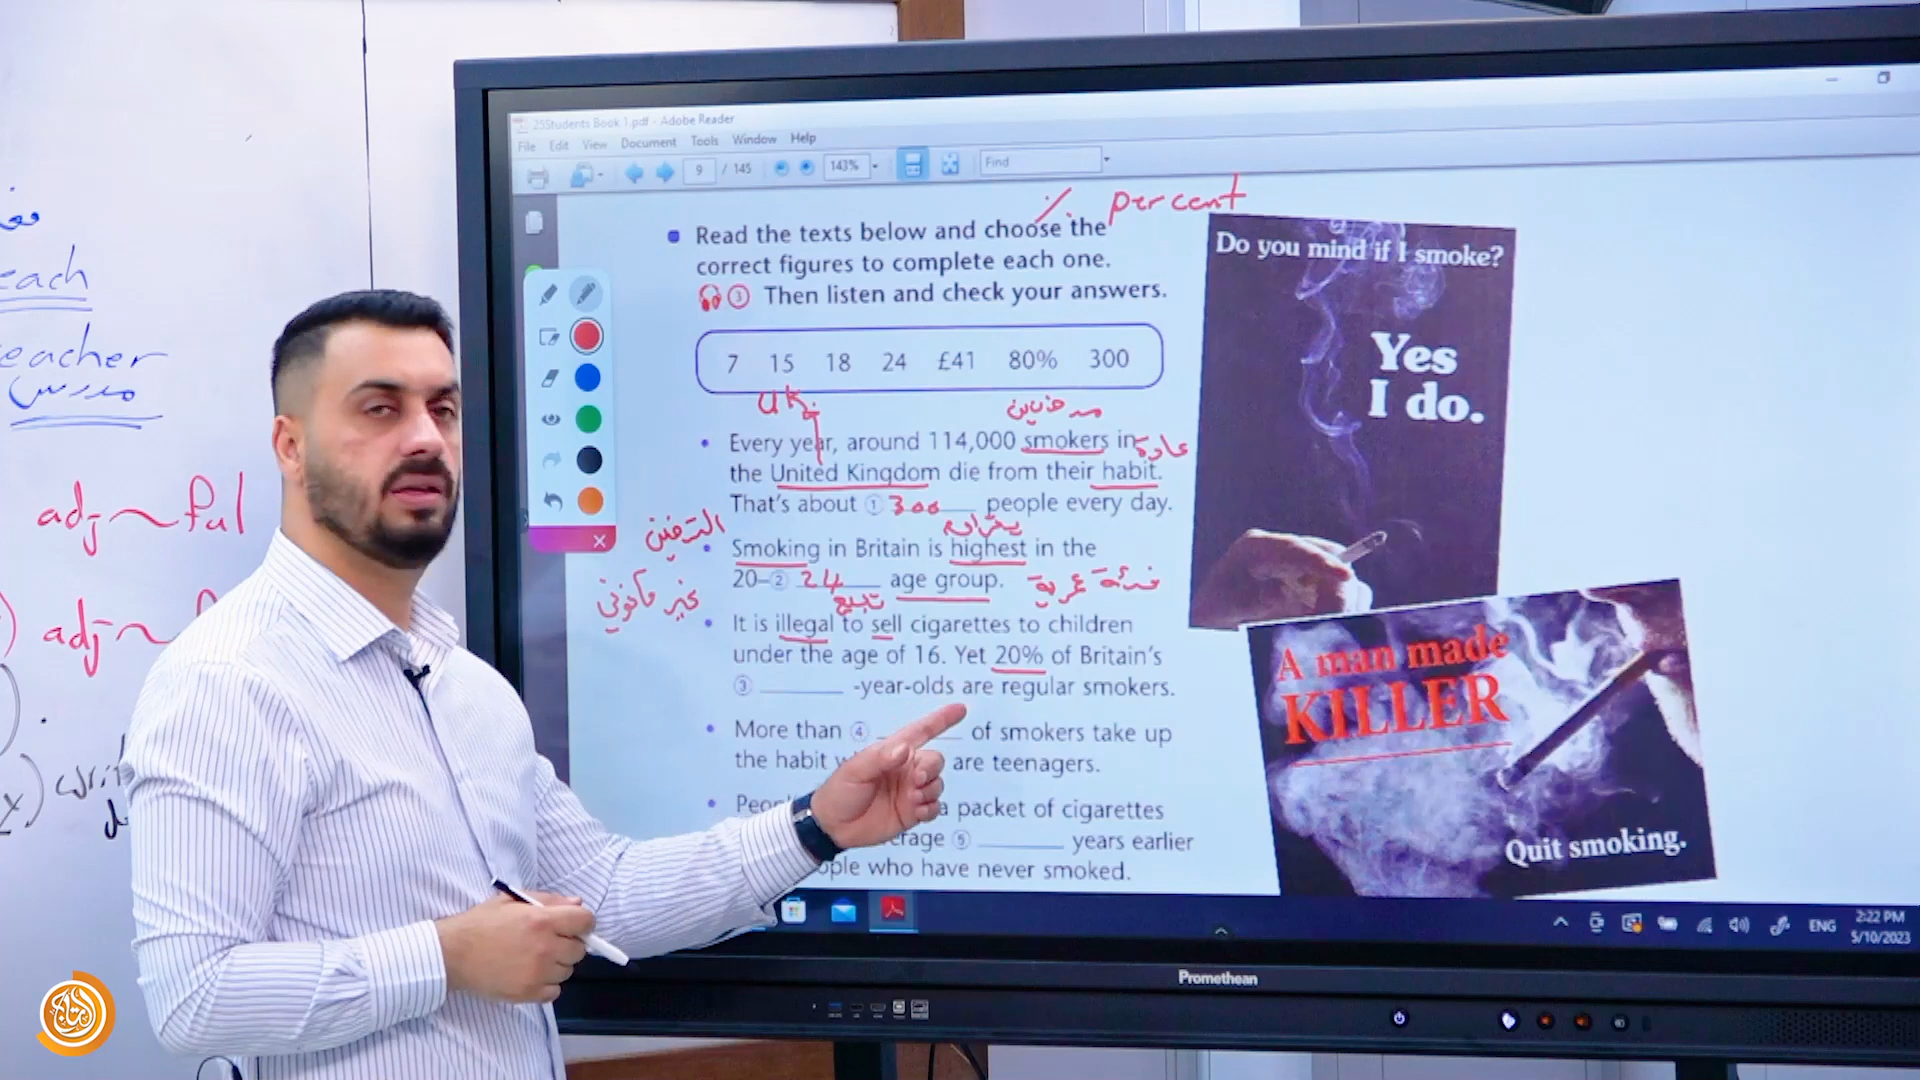 each
teacher
مدرس
adj ~ ful
adj ~
25Students Book 1.pdf - Adobe Reader
File Edit View Document Tools Window Help
9 / 145 143% Find
% percent
Read the texts below and choose the
correct figures to complete each one.
3 Then listen and check your answers.
7 15 18 24 £41 80% 300
UK
مدخنين
Every year, around 114,000 smokers in
عادة
the United Kingdom die from their habit.
That's about ① 300 people every day.
التدخين
Smoking in Britain is highest in the
20–② 24 age group.
فئة عمرية
غير قانوني
It is illegal to sell cigarettes to children
under the age of 16. Yet 20% of Britain's
③ ______ -year-olds are regular smokers.
More than ④ of smokers take up
the habit are teenagers.
a packet of cigarettes
⑤ ______ years earlier
who have never smoked.
Do you mind if I smoke?
Yes
I do.
A man made
KILLER
Quit smoking.
ENG
2:22 PM
5/10/2023
Promethean